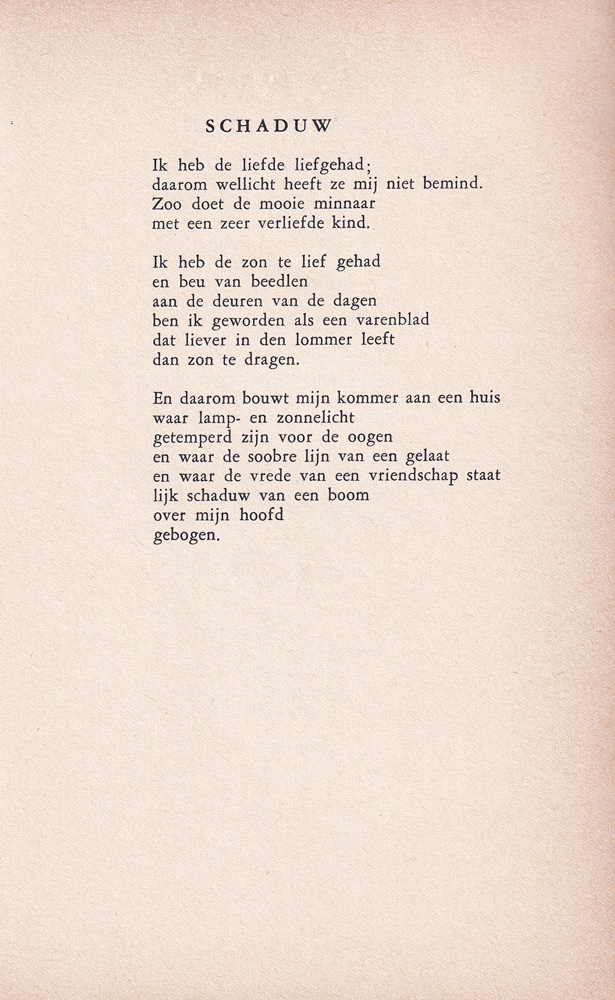 SCHADUW
Ik heb de liefde liefgehad;
daarom wellicht heeft ze mij niet bemind.
Zoo doet de mooie minnaar
met een zeer verliefde kind.
Ik heb de zon te lief gehad
en beu van beedlen
aan de deuren van de dagen
ben ik geworden als een varenblad
dat liever in den lommer leeft
dan zon te dragen.
En daarom bouwt mijn kommer aan een huis
waar lamp- en zonnelicht
getemperd zijn voor de oogen
en waar de soobre lijn van een gelaat
en waar de vrede van een vriendschap staat
lijk schaduw van een boom
over mijn hoofd
gebogen.